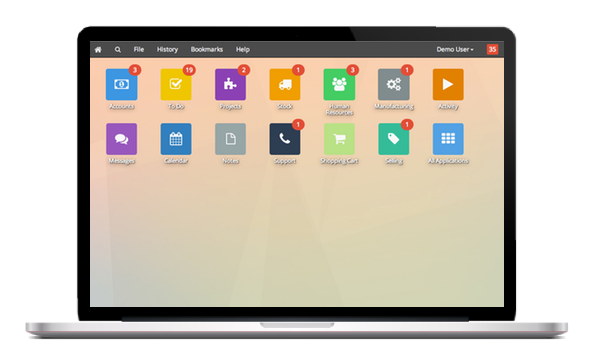 File History Bookmarks Help Demo User 35
3 19 2 1 3 1
Accounts To Do Projects Stock Human Resources Manufacturing Activity
1 1
Messages Calendar Notes Support Shopping Cart Selling All Applications